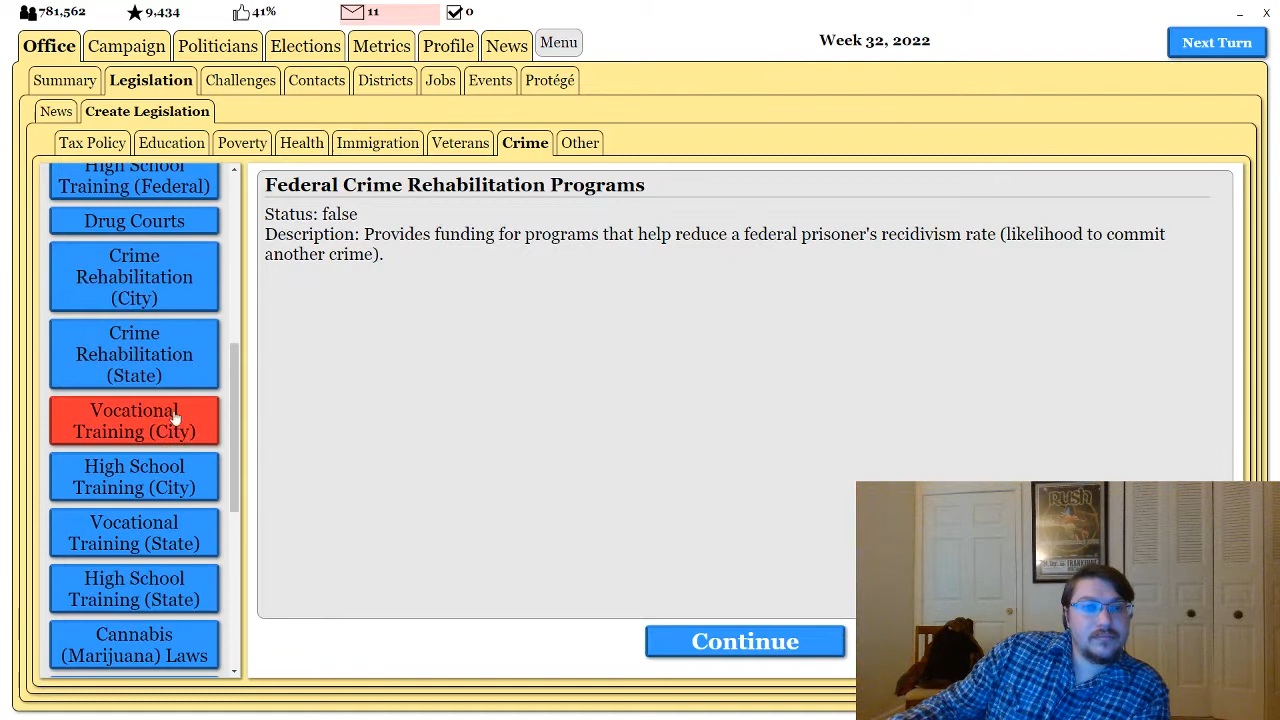 781,562 9,434 41% 11 0
_ X
Office Campaign Politicians Elections Metrics Profile News Menu
Week 32, 2022
Next Turn
Summary Legislation Challenges Contacts Districts Jobs Events Protégé
News Create Legislation
Tax Policy Education Poverty Health Immigration Veterans Crime Other
High School
Training (Federal)
Drug Courts
Crime
Rehabilitation
(City)
Crime
Rehabilitation
(State)
Vocational
Training (City)
High School
Training (City)
Vocational
Training (State)
High School
Training (State)
Cannabis
(Marijuana) Laws
Federal Crime Rehabilitation Programs
Status: false
Description: Provides funding for programs that help reduce a federal prisoner's recidivism rate (likelihood to commit
another crime).
Continue
RUSH